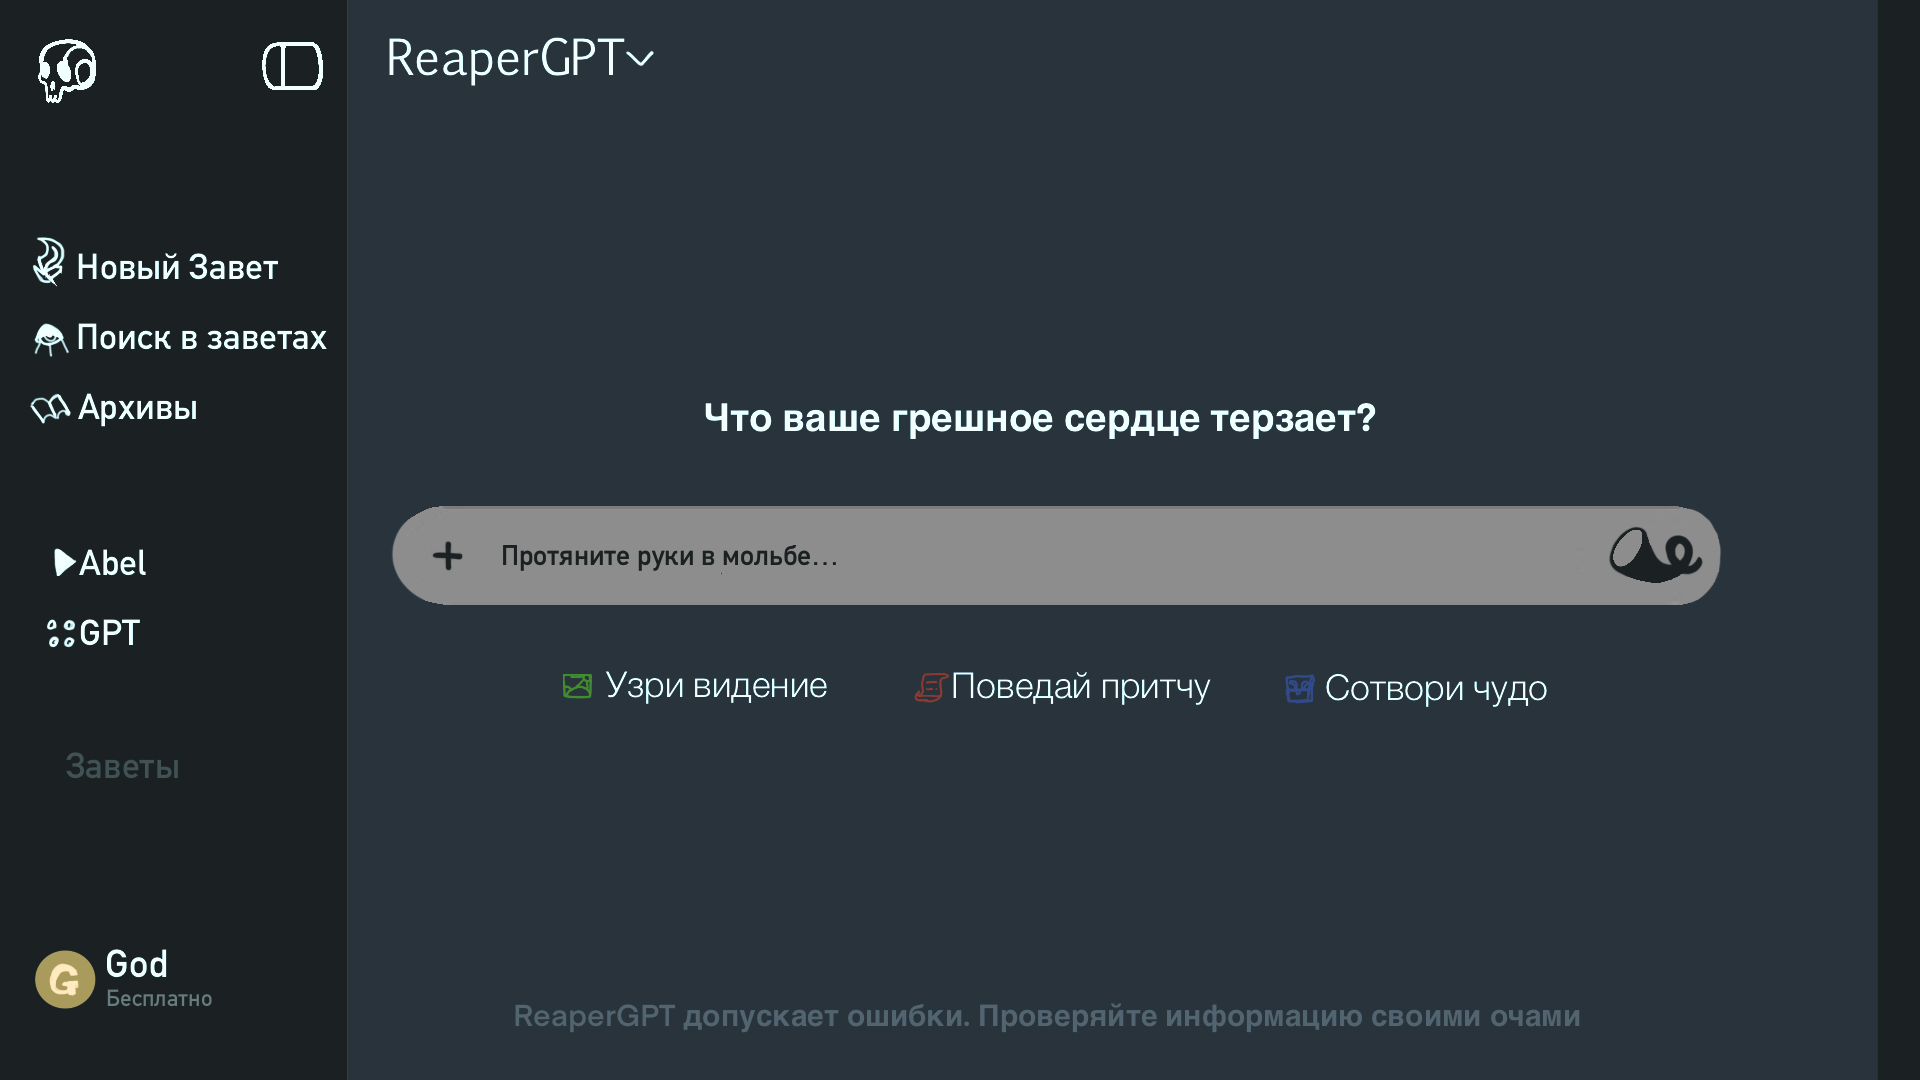 ReaperGPT
Новый Завет
Поиск в заветах
Архивы
Abel
GPT
Заветы
G
God
Бесплатно
Что ваше грешное сердце терзает?
Протяните руки в мольбе...
Узри видение
Поведай притчу
Сотвори чудо
ReaperGPT допускает ошибки. Проверяйте информацию своими очами